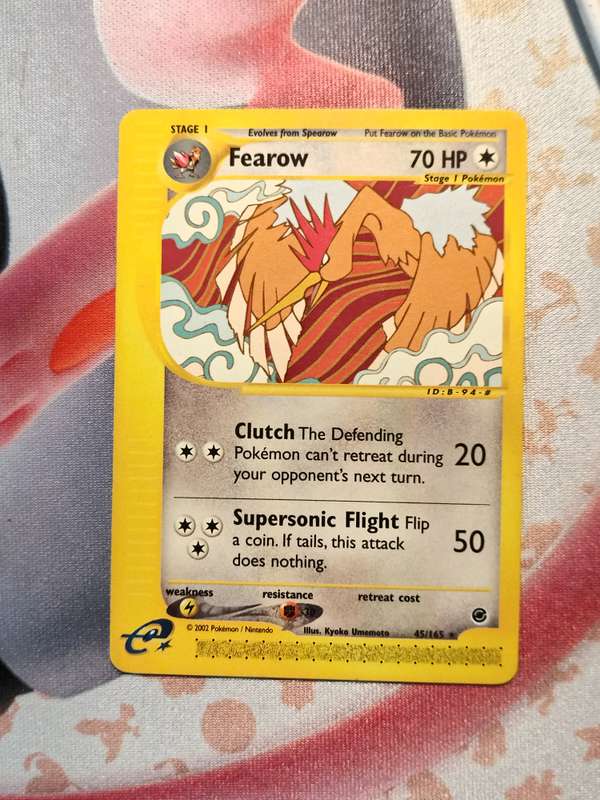 STAGE 1 Evolves from Spearow Put Fearow on the Basic Pokémon
Fearow 70 HP
Stage 1 Pokémon
ID:B-94-#
Clutch The Defending
Pokémon can't retreat during 20
your opponent's next turn.
Supersonic Flight Flip
a coin. If tails, this attack 50
does nothing.
weakness resistance retreat cost
-30
© 2002 Pokémon / Nintendo Illus. Kyoko Umemoto 45/165 ★
e